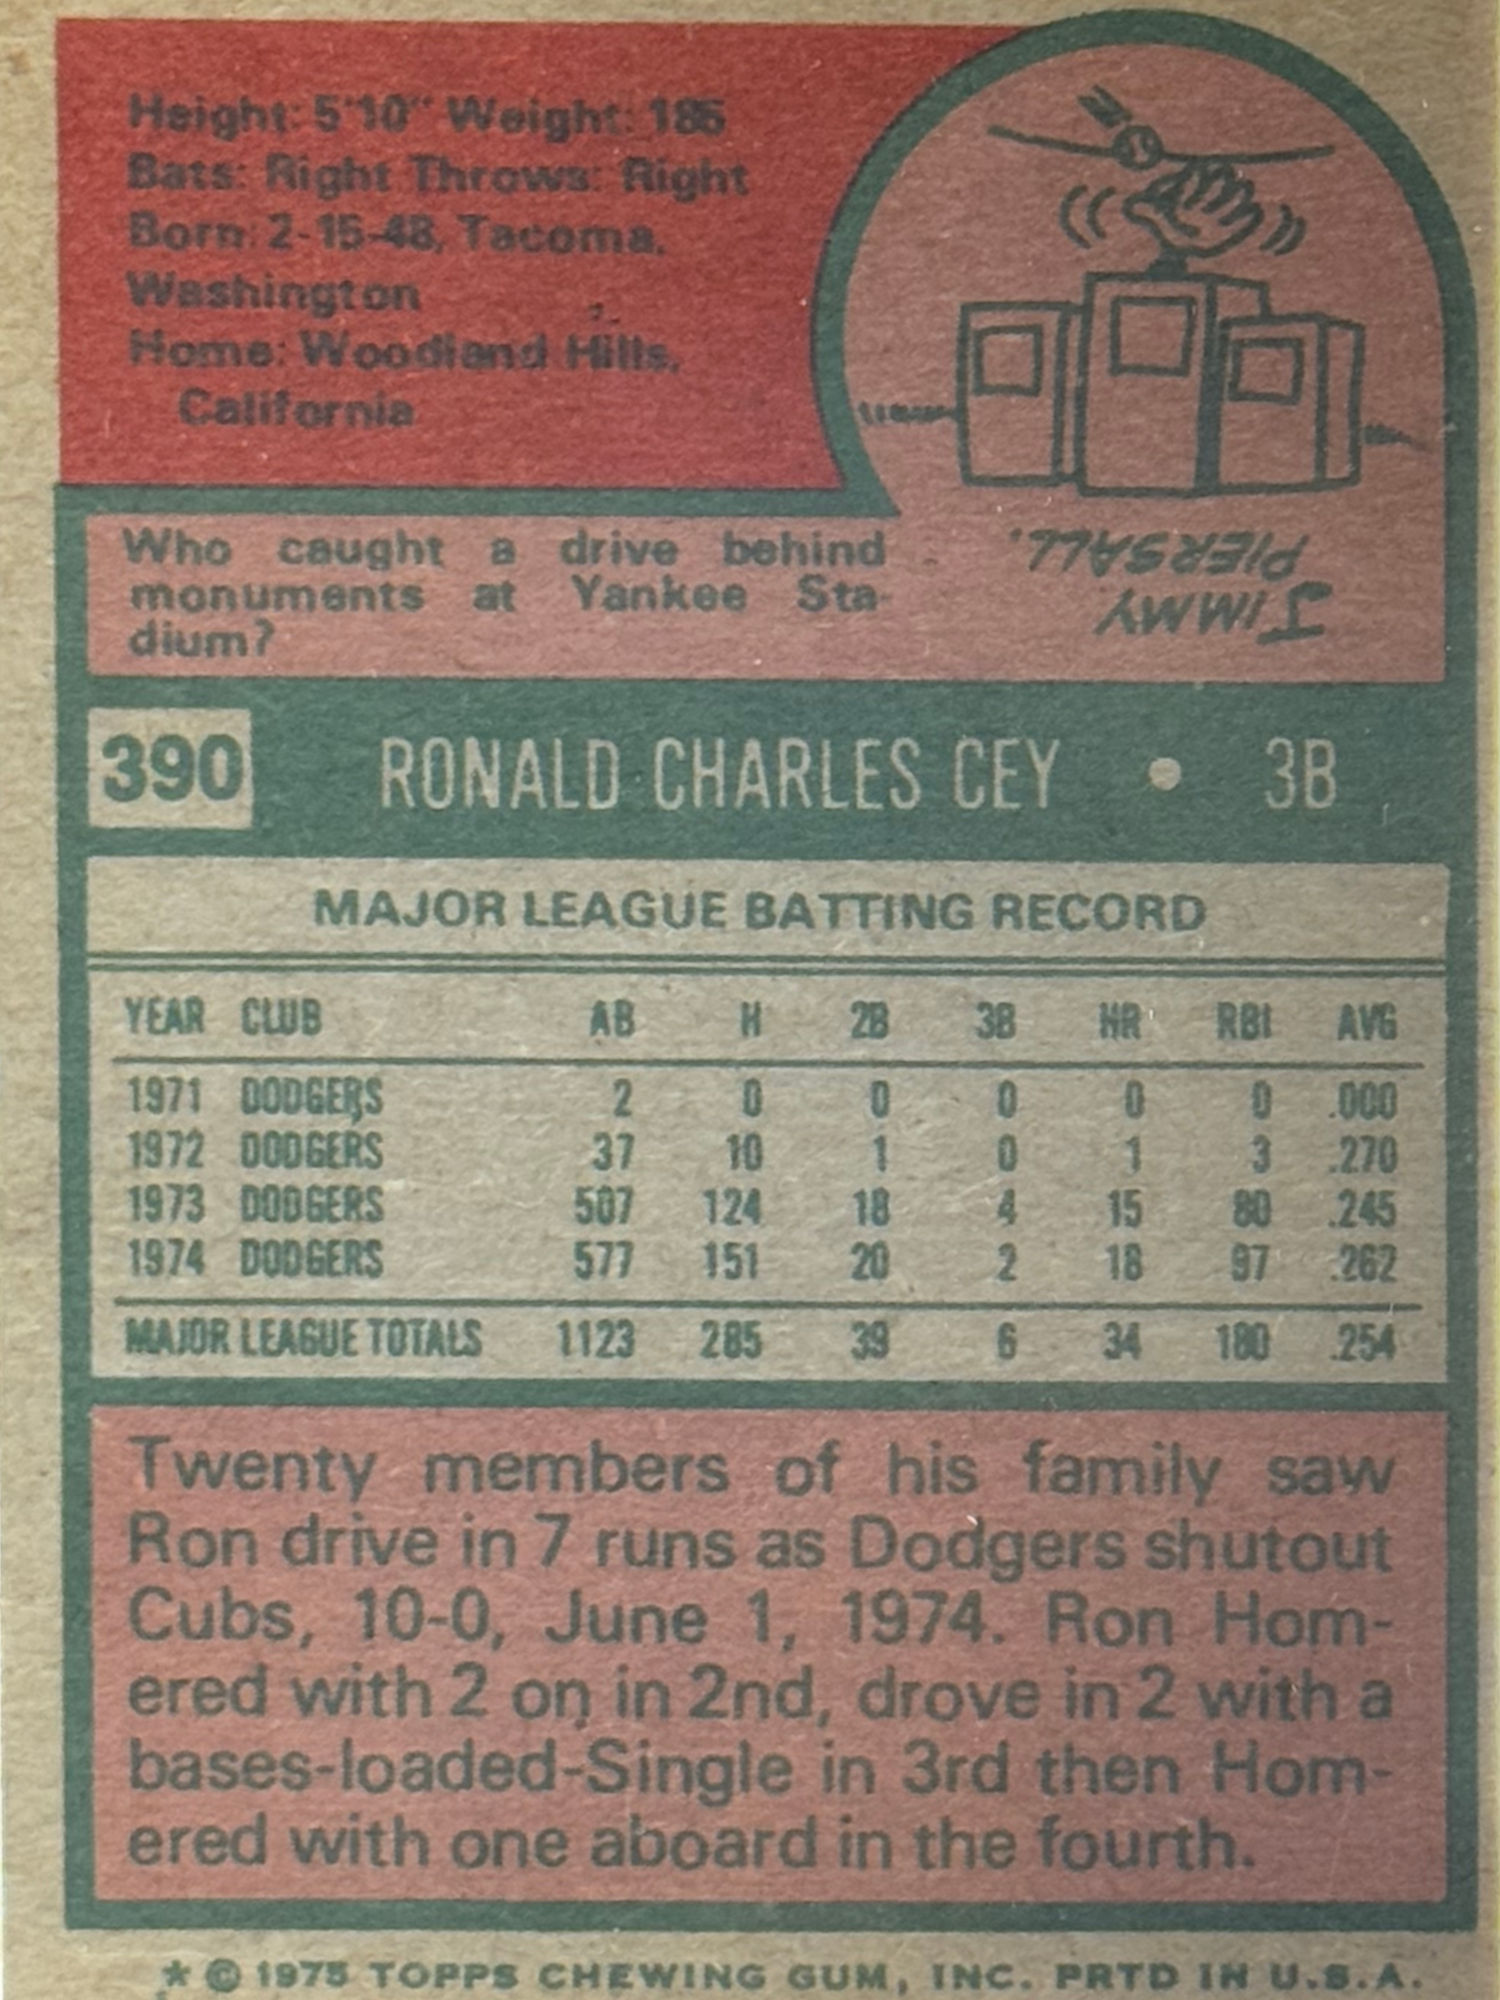 Height: 5'10" Weight: 185
Bats: Right Throws: Right
Born: 2-15-48, Tacoma,
Washington
Home: Woodland Hills,
California
Who caught a drive behind
monuments at Yankee Sta-
dium?
JIMMY
PIERSALL.
390 RONALD CHARLES CEY • 3B
MAJOR LEAGUE BATTING RECORD
YEAR CLUB AB H 2B 3B HR RBI AVG
1971 DODGERS 2 0 0 0 0 0 .000
1972 DODGERS 37 10 1 0 1 3 .270
1973 DODGERS 507 124 18 4 15 80 .245
1974 DODGERS 577 151 20 2 18 97 .262
MAJOR LEAGUE TOTALS 1123 285 39 6 34 180 .254
Twenty members of his family saw
Ron drive in 7 runs as Dodgers shutout
Cubs, 10-0, June 1, 1974. Ron Hom-
ered with 2 on in 2nd, drove in 2 with a
bases-loaded-Single in 3rd then Hom-
ered with one aboard in the fourth.
* © 1975 TOPPS CHEWING GUM, INC. PRTD IN U.S.A.